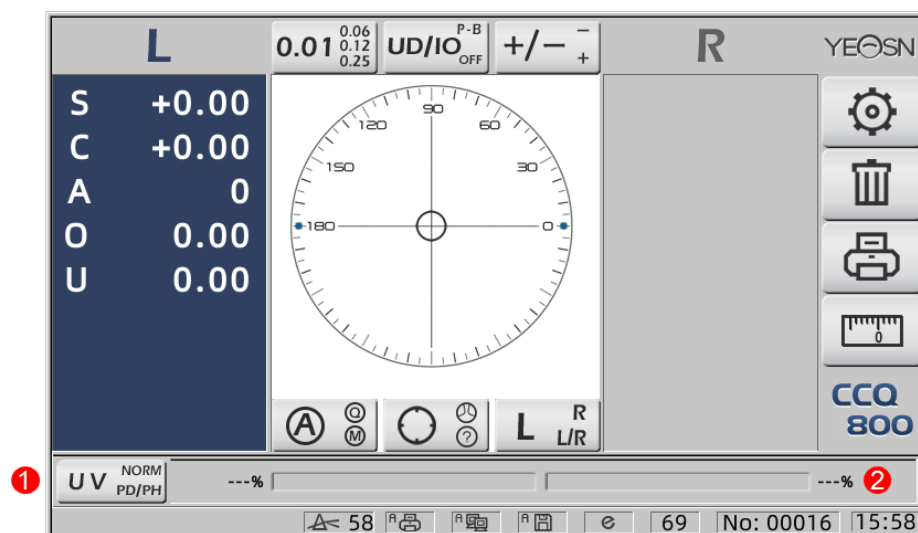 L
0.01 0.06 0.12 0.25
UD/IO P-B OFF
+/− − +
R
YEOSN
S +0.00
C +0.00
A 0
O 0.00
U 0.00
90
120
60
150
30
180
0
0
A Q M
?
L R L/R
CCQ
800
1
UV NORM PD/PH
---%
---%
2
58
A
A
A
e
69
No: 00016
15:58